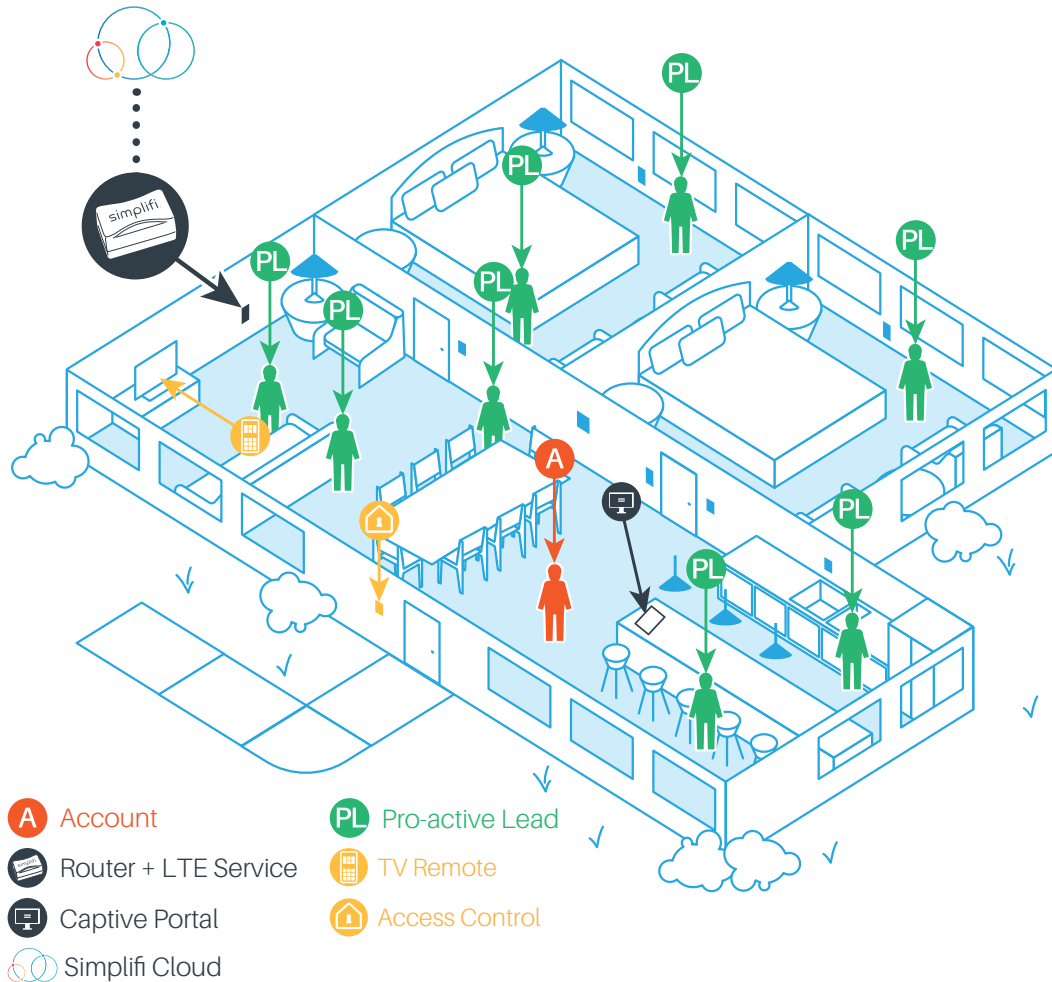 PL
PL
simplifi
PL
PL
PL
PL
A
PL
PL
A Account
PL Pro-active Lead
simplifi Router + LTE Service
TV Remote
Captive Portal
Access Control
Simplifi Cloud